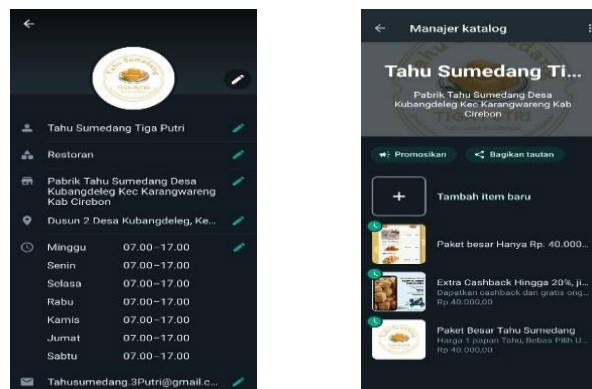 Tahu Sumedang
TIGA PUTRI
Tahu Sumedang Tiga Putri
Restoran
Pabrik Tahu Sumedang Desa
Kubangdeleg Kec Karangwareng
Kab Cirebon
Dusun 2 Desa Kubangdeleg, Ke...
Minggu 07.00–17.00
Senin 07.00–17.00
Selasa 07.00–17.00
Rabu 07.00–17.00
Kamis 07.00–17.00
Jumat 07.00–17.00
Sabtu 07.00–17.00
Tahusumedang.3Putri@gmail.c...
Manajer katalog
Tahu Sumedang Ti...
Pabrik Tahu Sumedang Desa
Kubangdeleg Kec Karangwareng Kab
Cirebon
TIGA PUTRI
Promosikan
Bagikan tautan
Tambah item baru
Paket besar Hanya Rp. 40.000...
Extra Cashback Hingga 20%, ji...
Dapatkan cashback dan gratis ong...
Rp 40.000,00
Paket Besar Tahu Sumedang
Harga 1 papan Tahu, Bebas Pilih U...
Rp 40.000,00